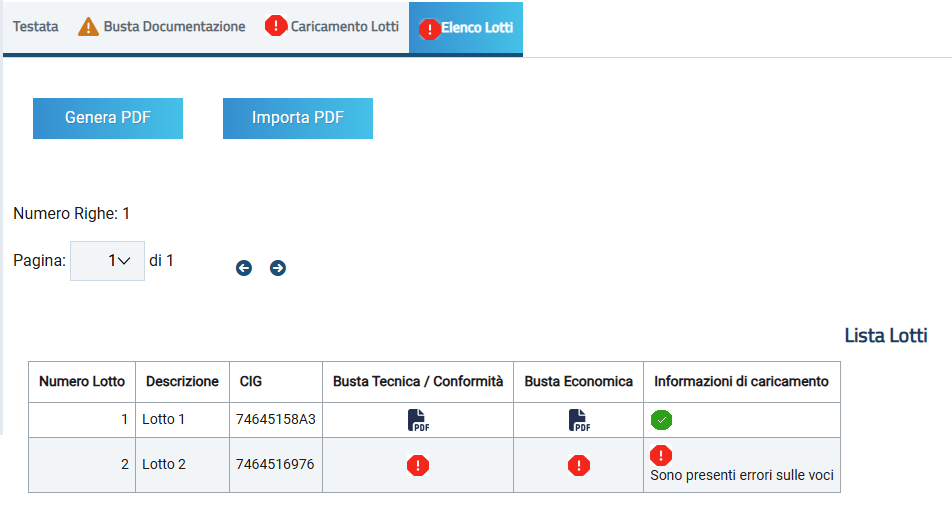 Testata Busta Documentazione Caricamento Lotti Elenco Lotti
Genera PDF Importa PDF
Numero Righe: 1
Pagina: 1 di 1
Lista Lotti
Numero Lotto Descrizione CIG Busta Tecnica / Conformità Busta Economica Informazioni di caricamento
1 Lotto 1 74645158A3 PDF PDF
2 Lotto 2 7464516976
Sono presenti errori sulle voci